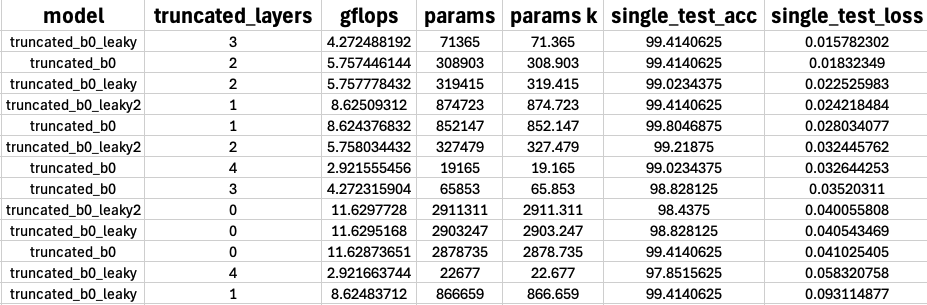 model truncated_layers gflops params params k single_test_acc single_test_loss
truncated_b0_leaky 3 4.272488192 71365 71.365 99.4140625 0.015782302
truncated_b0 2 5.757446144 308903 308.903 99.4140625 0.01832349
truncated_b0_leaky 2 5.757778432 319415 319.415 99.0234375 0.022525983
truncated_b0_leaky2 1 8.62509312 874723 874.723 99.4140625 0.024218484
truncated_b0 1 8.624376832 852147 852.147 99.8046875 0.028034077
truncated_b0_leaky2 2 5.758034432 327479 327.479 99.21875 0.032445762
truncated_b0 4 2.921555456 19165 19.165 99.0234375 0.032644253
truncated_b0 3 4.272315904 65853 65.853 98.828125 0.03520311
truncated_b0_leaky2 0 11.6297728 2911311 2911.311 98.4375 0.040055808
truncated_b0_leaky 0 11.6295168 2903247 2903.247 98.828125 0.040543469
truncated_b0 0 11.62873651 2878735 2878.735 99.4140625 0.041025405
truncated_b0_leaky 4 2.921663744 22677 22.677 97.8515625 0.058320758
truncated_b0_leaky 1 8.62483712 866659 866.659 99.4140625 0.093114877